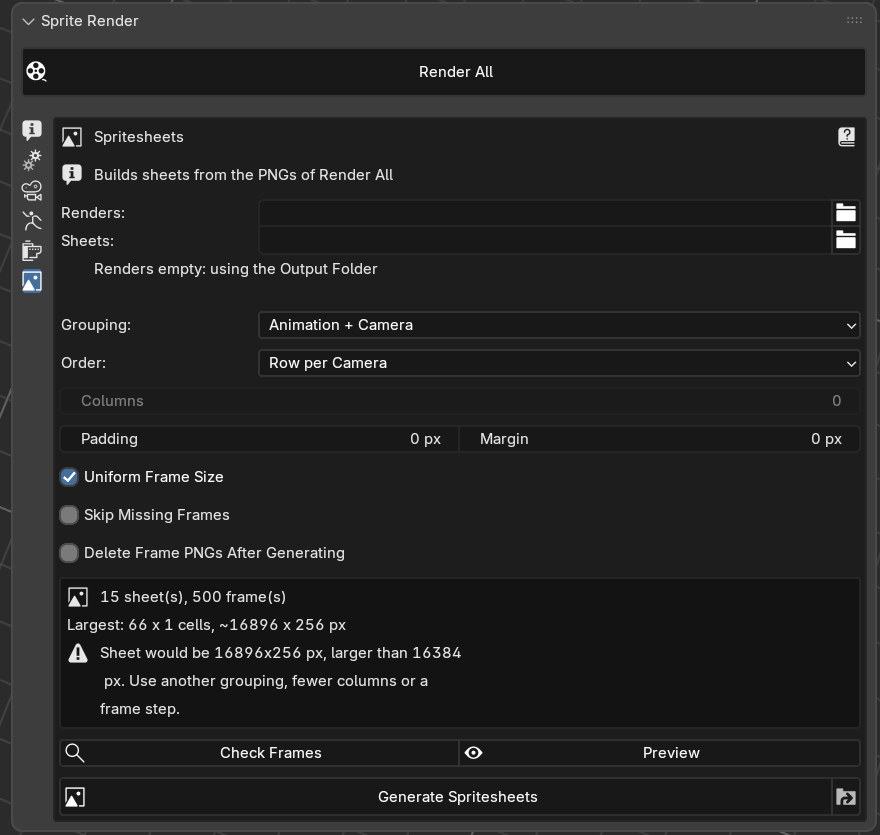 Sprite Render
Render All
Spritesheets
Builds sheets from the PNGs of Render All
Renders:
Sheets:
Renders empty: using the Output Folder
Grouping: Animation + Camera
Order: Row per Camera
Columns 0
Padding 0 px Margin 0 px
Uniform Frame Size
Skip Missing Frames
Delete Frame PNGs After Generating
15 sheet(s), 500 frame(s)
Largest: 66 x 1 cells, ~16896 x 256 px
Sheet would be 16896x256 px, larger than 16384
px. Use another grouping, fewer columns or a
frame step.
Check Frames Preview
Generate Spritesheets